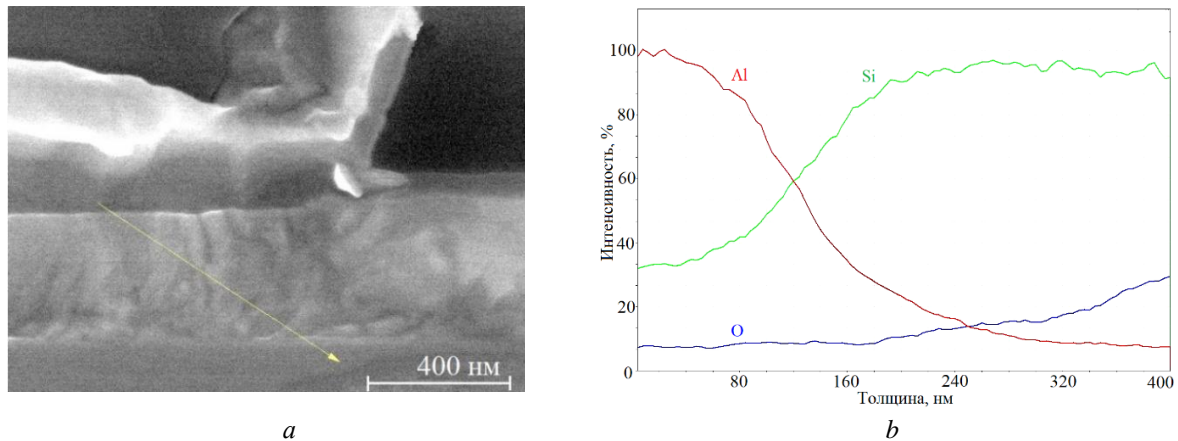 400 нм
Интенсивность, %
100
80
60
40
20
0
Al
Si
O
80
160
240
320
400
Толщина, нм
a
b